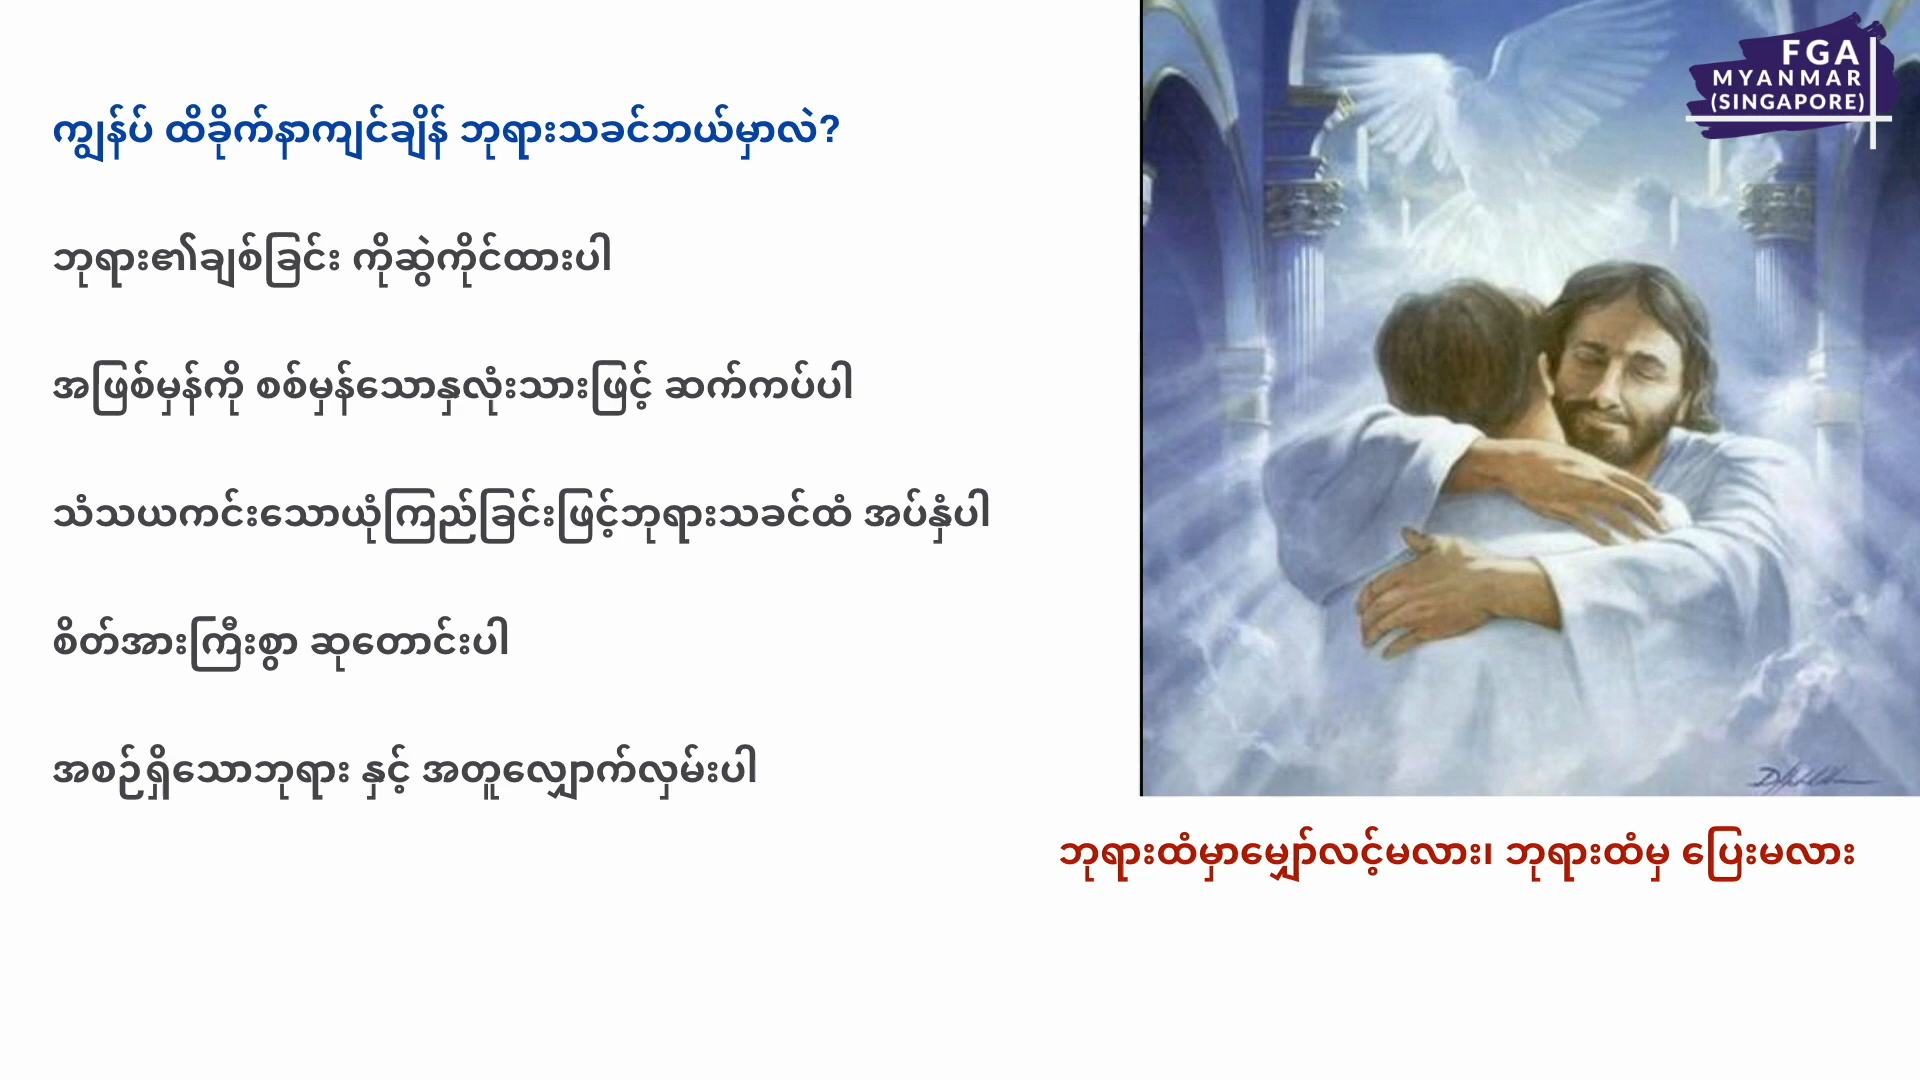 FGA
MYANMAR
(SINGAPORE)
ကျွန်ပ် ထိခိုက်နာကျင်ချိန် ဘုရားသခင်ဘယ်မှာလဲ?
ဘုရား၏ချစ်ခြင်း ကိုဆွဲကိုင်ထားပါ
အဖြစ်မှန်ကို စစ်မှန်သောနှလုံးသားဖြင့် ဆက်ကပ်ပါ
သံသယကင်းသောယုံကြည်ခြင်းဖြင့်ဘုရားသခင်ထံ အပ်နှံပါ
စိတ်အားကြီးစွာ ဆုတောင်းပါ
အစဉ်ရှိသောဘုရား နှင့် အတူလျှောက်လှမ်းပါ
ဘုရားထံမှာမျှော်လင့်မလား၊ ဘုရားထံမှ ပြေးမလား